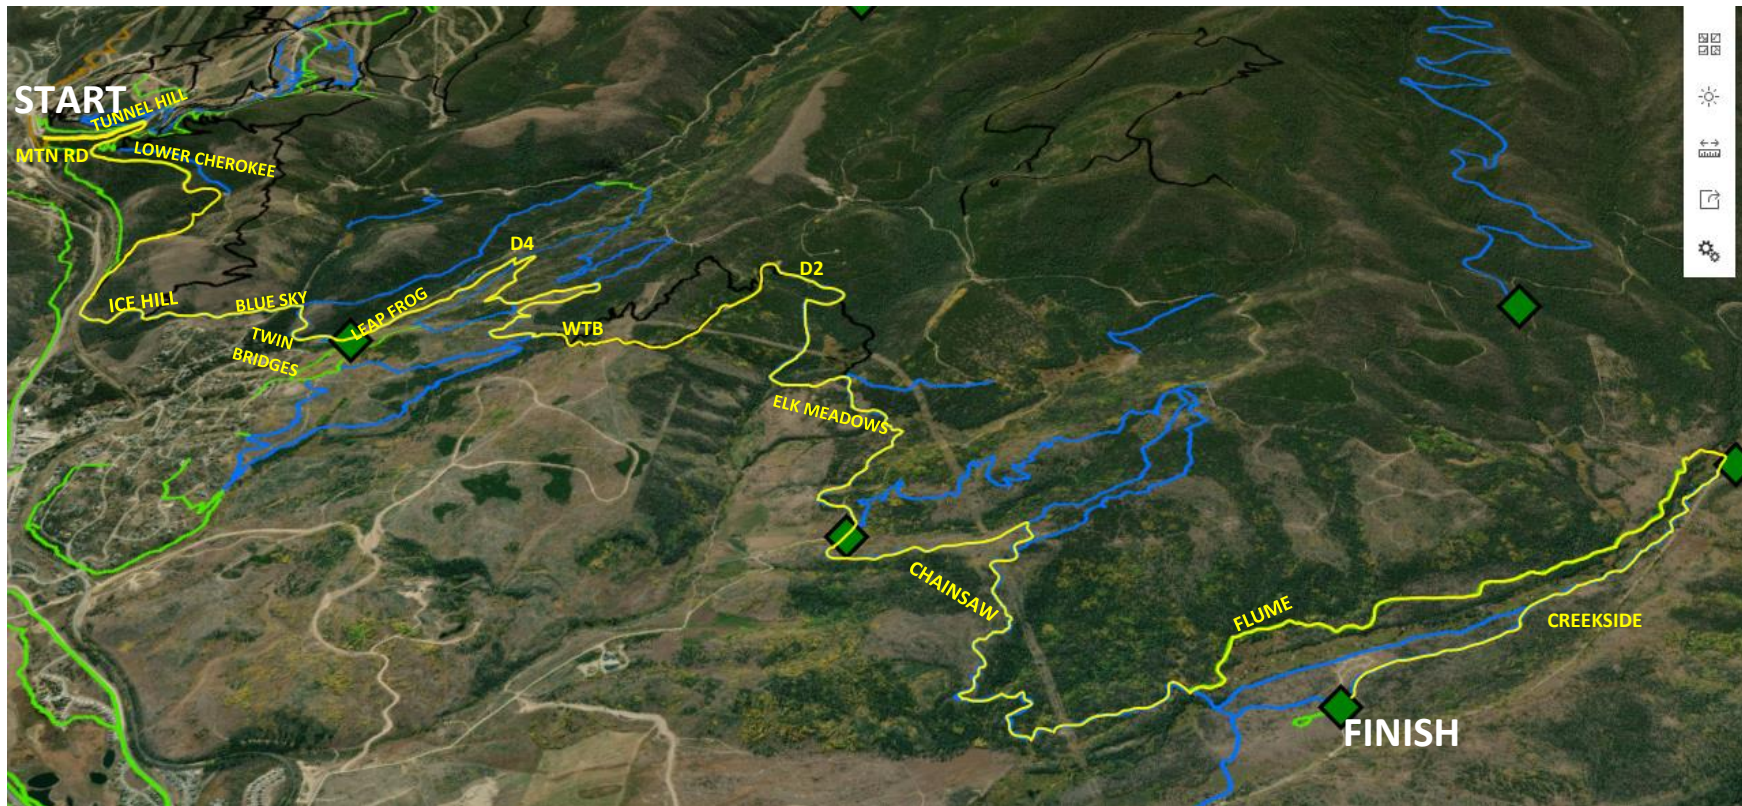 START
TUNNEL HILL
MTN RD
LOWER CHEROKEE
D4
D2
ICE HILL
BLUE SKY
LEAP FROG
TWIN
BRIDGES
WTB
ELK MEADOWS
CHAINSAW
FLUME
CREEKSIDE
FINISH